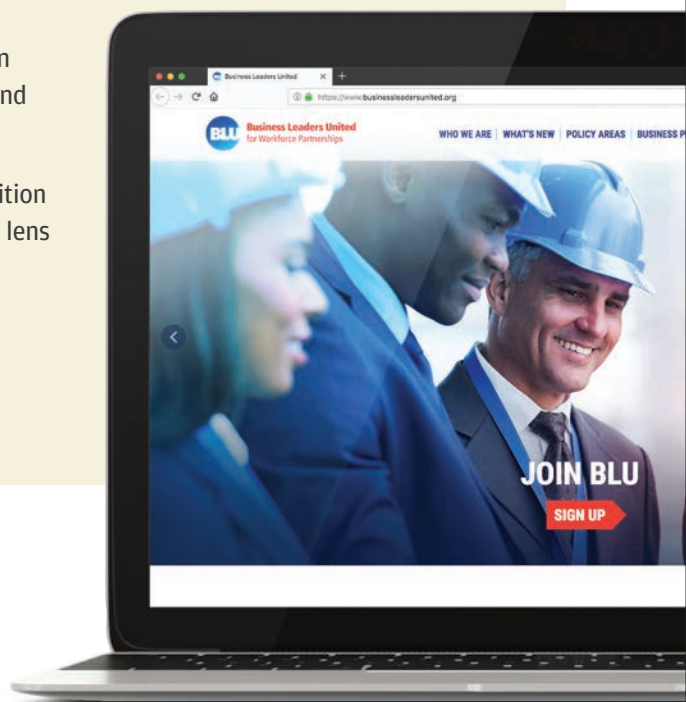 n
nd
ition
lens
Business Leaders United
https://www.businessleadersunited.org
BLU
Business Leaders United
for Workforce Partnerships
WHO WE ARE | WHAT'S NEW | POLICY AREAS | BUSINESS P
JOIN BLU
SIGN UP